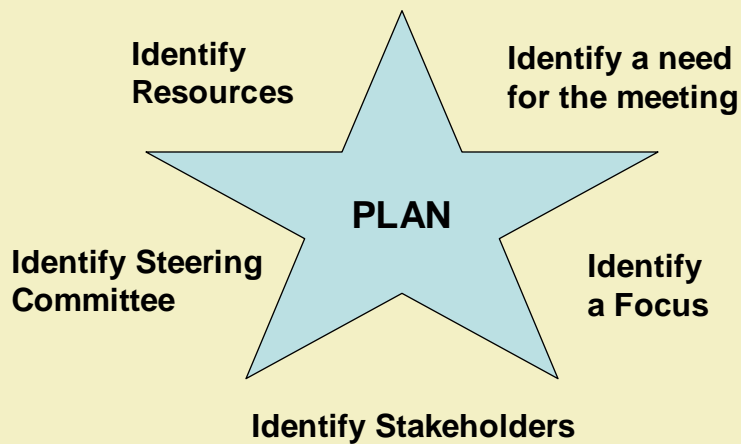 Identify
Resources
Identify a need
for the meeting
PLAN
Identify Steering
Committee
Identify
a Focus
Identify Stakeholders